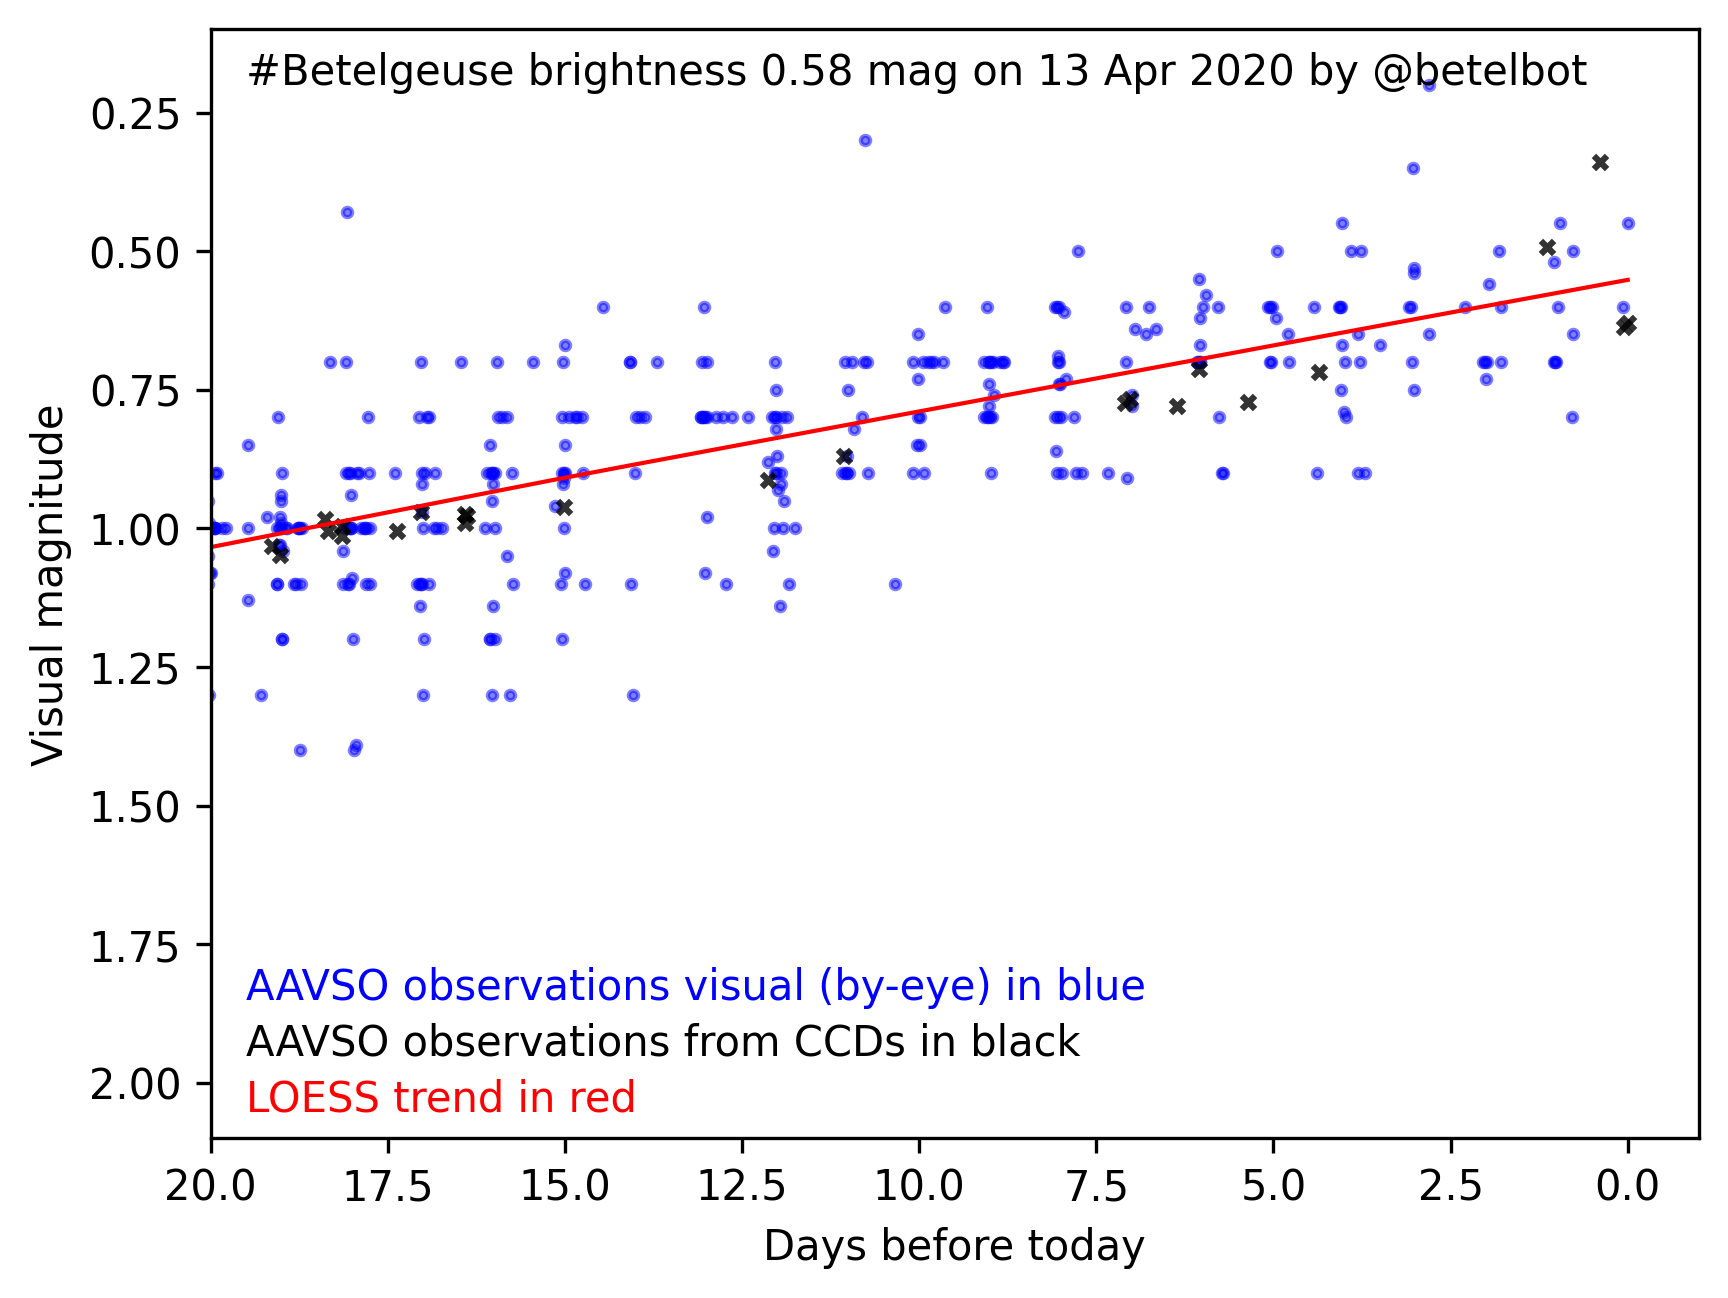 #Betelgeuse brightness 0.58 mag on 13 Apr 2020 by @betelbot
0.25
0.50
0.75
1.00
1.25
1.50
1.75
2.00
Visual magnitude
AAVSO observations visual (by-eye) in blue
AAVSO observations from CCDs in black
LOESS trend in red
20.0 17.5 15.0 12.5 10.0 7.5 5.0 2.5 0.0
Days before today